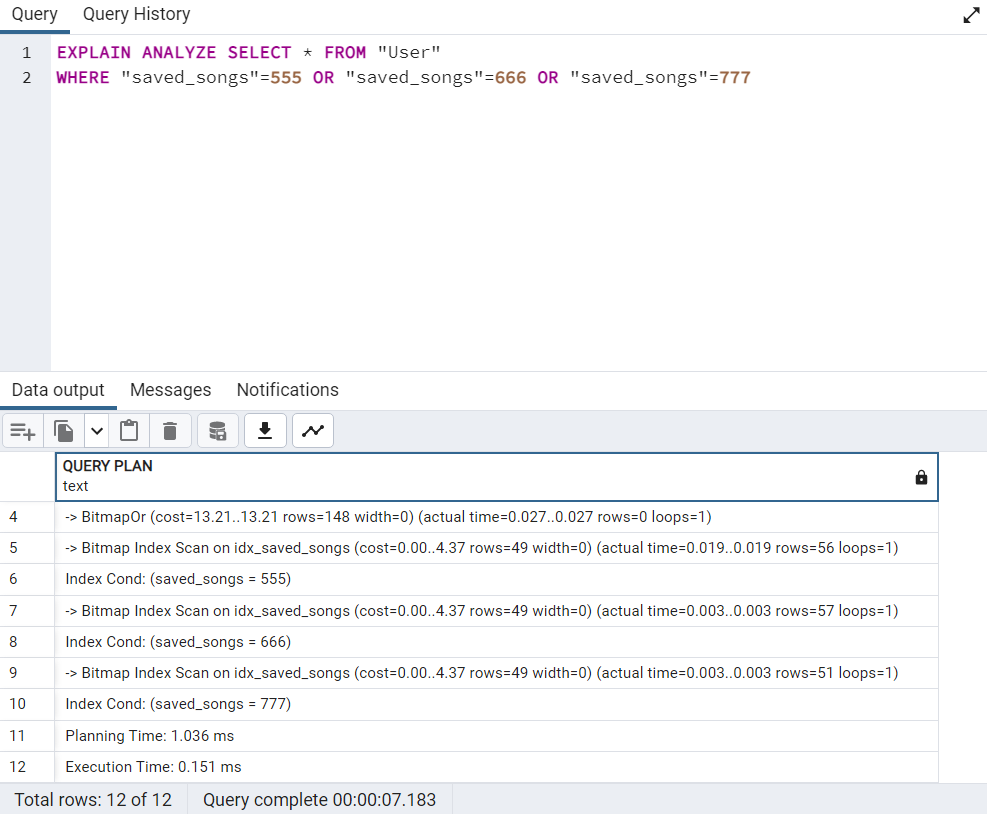 Query Query History
1 EXPLAIN ANALYZE SELECT * FROM "User"
2 WHERE "saved_songs"=555 OR "saved_songs"=666 OR "saved_songs"=777
Data output Messages Notifications
QUERY PLAN
text
4 -> BitmapOr (cost=13.21..13.21 rows=148 width=0) (actual time=0.027..0.027 rows=0 loops=1)
5 -> Bitmap Index Scan on idx_saved_songs (cost=0.00..4.37 rows=49 width=0) (actual time=0.019..0.019 rows=56 loops=1)
6 Index Cond: (saved_songs = 555)
7 -> Bitmap Index Scan on idx_saved_songs (cost=0.00..4.37 rows=49 width=0) (actual time=0.003..0.003 rows=57 loops=1)
8 Index Cond: (saved_songs = 666)
9 -> Bitmap Index Scan on idx_saved_songs (cost=0.00..4.37 rows=49 width=0) (actual time=0.003..0.003 rows=51 loops=1)
10 Index Cond: (saved_songs = 777)
11 Planning Time: 1.036 ms
12 Execution Time: 0.151 ms
Total rows: 12 of 12 Query complete 00:00:07.183